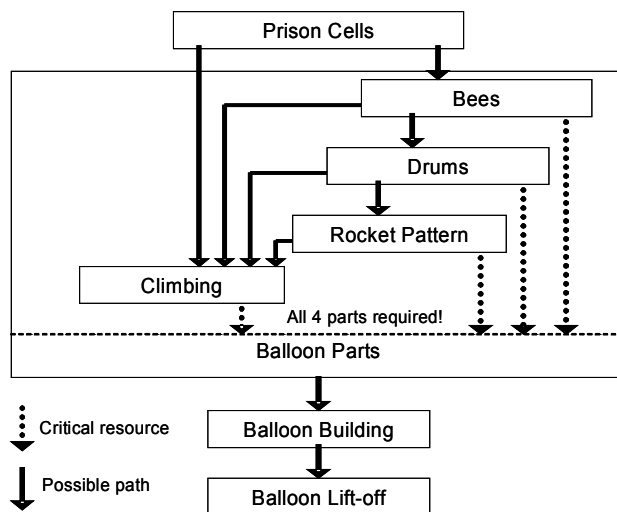 Prison Cells
Bees
Drums
Rocket Pattern
Climbing
All 4 parts required!
Balloon Parts
Critical resource
Balloon Building
Possible path
Balloon Lift-off